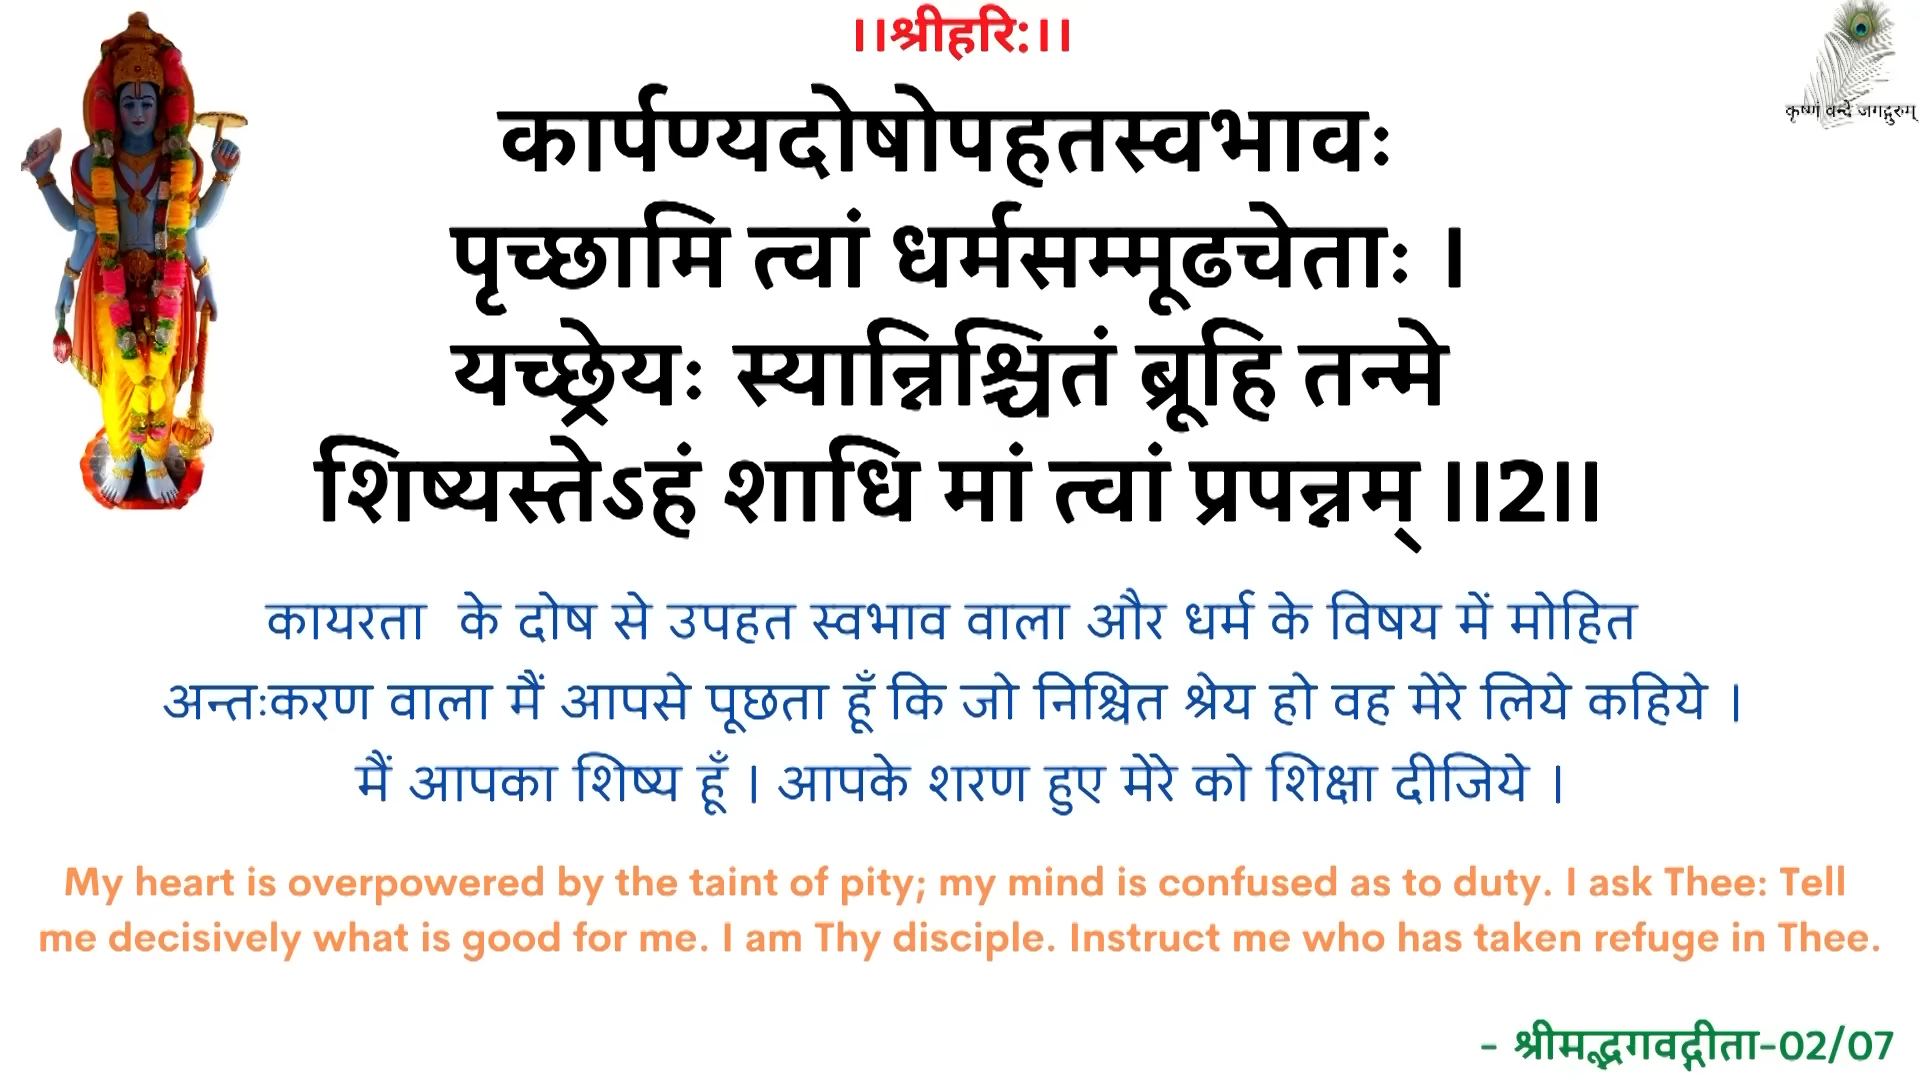 ।।श्रीहरि:।।
कृष्णं वन्दे जगद्गुरुम्
कार्पण्यदोषोपहतस्वभावः
पृच्छामि त्वां धर्मसम्मूढचेताः ।
यच्छ्रेयः स्यान्निश्चितं ब्रूहि तन्मे
शिष्यस्तेऽहं शाधि मां त्वां प्रपन्नम् ।।2।।
कायरता के दोष से उपहत स्वभाव वाला और धर्म के विषय में मोहित
अन्तःकरण वाला मैं आपसे पूछता हूँ कि जो निश्चित श्रेय हो वह मेरे लिये कहिये ।
मैं आपका शिष्य हूँ । आपके शरण हुए मेरे को शिक्षा दीजिये ।
My heart is overpowered by the taint of pity; my mind is confused as to duty. I ask Thee: Tell
me decisively what is good for me. I am Thy disciple. Instruct me who has taken refuge in Thee.
- श्रीमद्भगवद्गीता-02/07